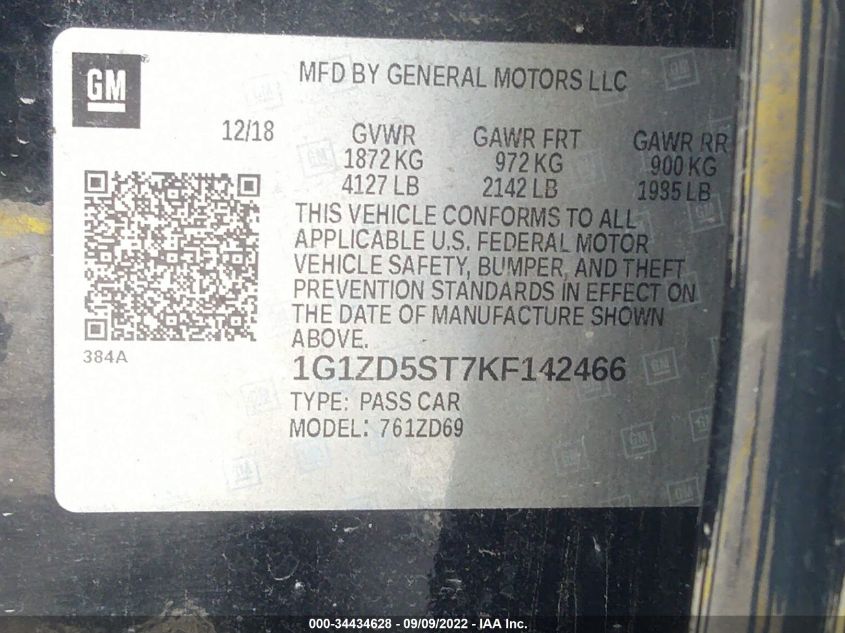 GM
MFD BY GENERAL MOTORS LLC
12/18 GVWR GAWR FRT GAWR RR
1872 KG 972 KG 900 KG
4127 LB 2142 LB 1985 LB
THIS VEHICLE CONFORMS TO ALL
APPLICABLE U.S. FEDERAL MOTOR
VEHICLE SAFETY, BUMPER, AND THEFT
PREVENTION STANDARDS IN EFFECT ON
THE DATE OF MANUFACTURE SHOWN
ABOVE.
384A
1G1ZD5ST7KF142466
TYPE: PASS CAR
MODEL: 761ZD69
000-34434628 - 09/09/2022 - IAAI.COM